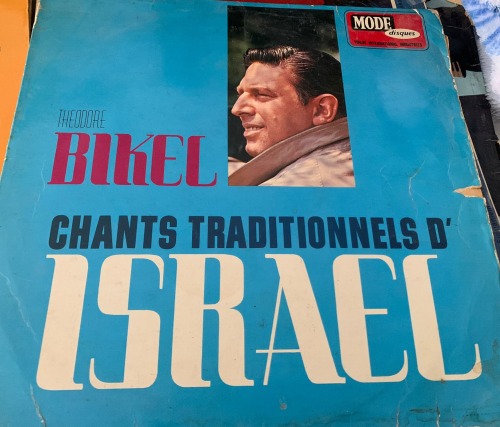 MODE
disques
THEODORE
BIKEL
CHANTS TRADITIONNELS D'
ISRAEL